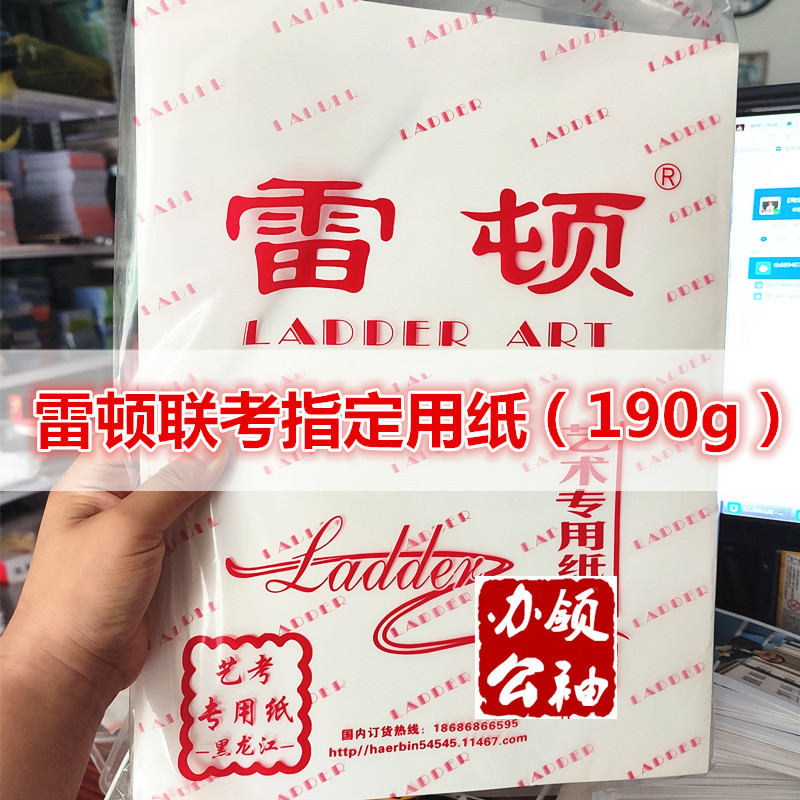 LADDER
雷顿®
LADDER ART
雷顿联考指定用纸（190g）
艺术专用纸
Ladder
办领
公袖
艺考
专用纸
—黑龙江—
国内订货热线：18686866595
http//haerbin54545.11467.com